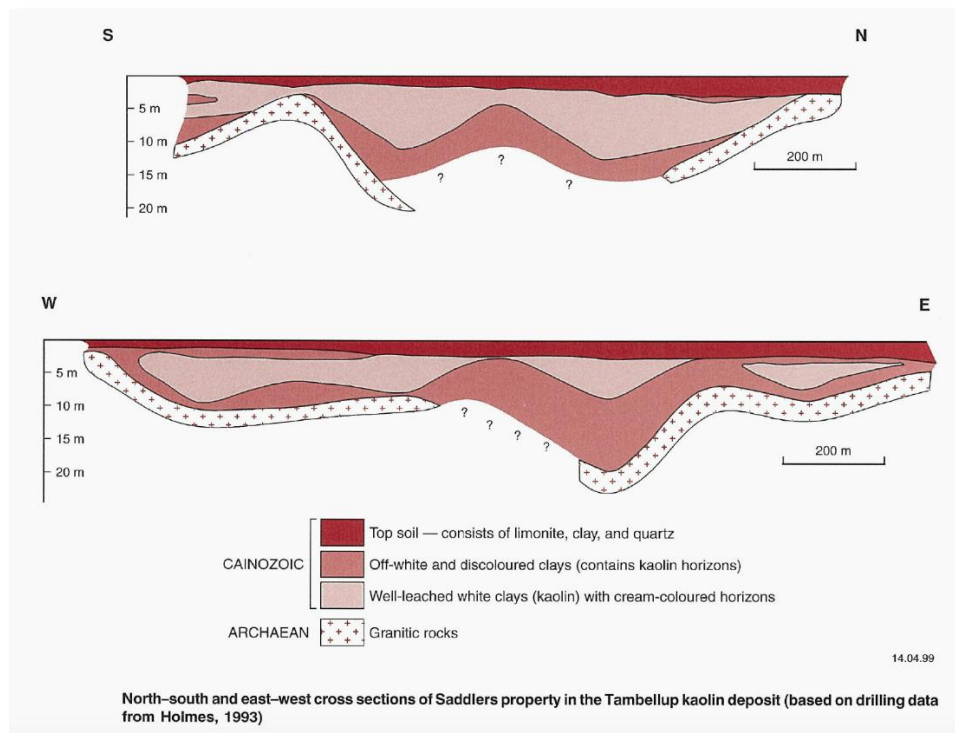 S
N
5 m
10 m
15 m
20 m
?
?
?
200 m
W
E
5 m
10 m
15 m
20 m
?
?
?
?
200 m
CAINOZOIC
Top soil — consists of limonite, clay, and quartz
Off-white and discoloured clays (contains kaolin horizons)
Well-leached white clays (kaolin) with cream-coloured horizons
ARCHAEAN
Granitic rocks
14.04.99
North–south and east–west cross sections of Saddlers property in the Tambellup kaolin deposit (based on drilling data
from Holmes, 1993)